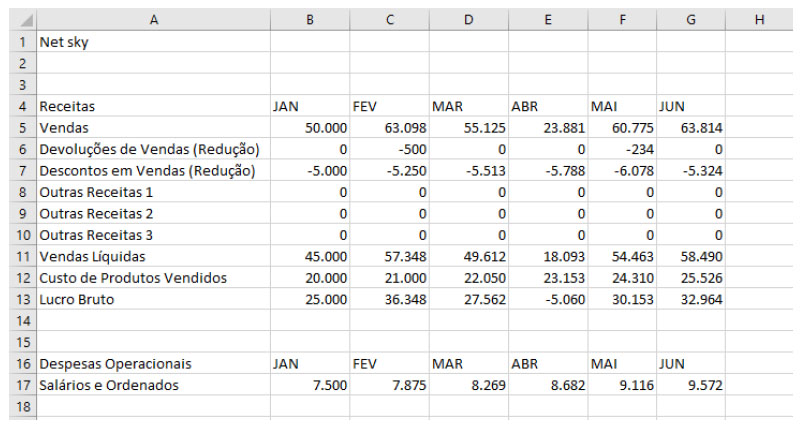 A B C D E F G H
1 Net sky
2
3
4 Receitas JAN FEV MAR ABR MAI JUN
5 Vendas 50.000 63.098 55.125 23.881 60.775 63.814
6 Devoluções de Vendas (Redução) 0 -500 0 0 -234 0
7 Descontos em Vendas (Redução) -5.000 -5.250 -5.513 -5.788 -6.078 -5.324
8 Outras Receitas 1 0 0 0 0 0 0
9 Outras Receitas 2 0 0 0 0 0 0
10 Outras Receitas 3 0 0 0 0 0 0
11 Vendas Líquidas 45.000 57.348 49.612 18.093 54.463 58.490
12 Custo de Produtos Vendidos 20.000 21.000 22.050 23.153 24.310 25.526
13 Lucro Bruto 25.000 36.348 27.562 -5.060 30.153 32.964
14
15
16 Despesas Operacionais JAN FEV MAR ABR MAI JUN
17 Salários e Ordenados 7.500 7.875 8.269 8.682 9.116 9.572
18